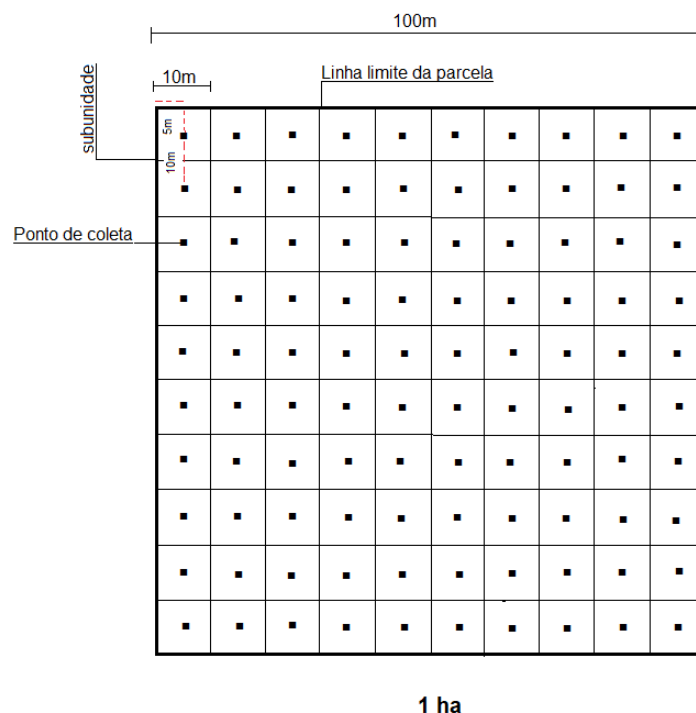 100m
Linha limite da parcela
10m
subunidade
5m
10m
Ponto de coleta
1 ha